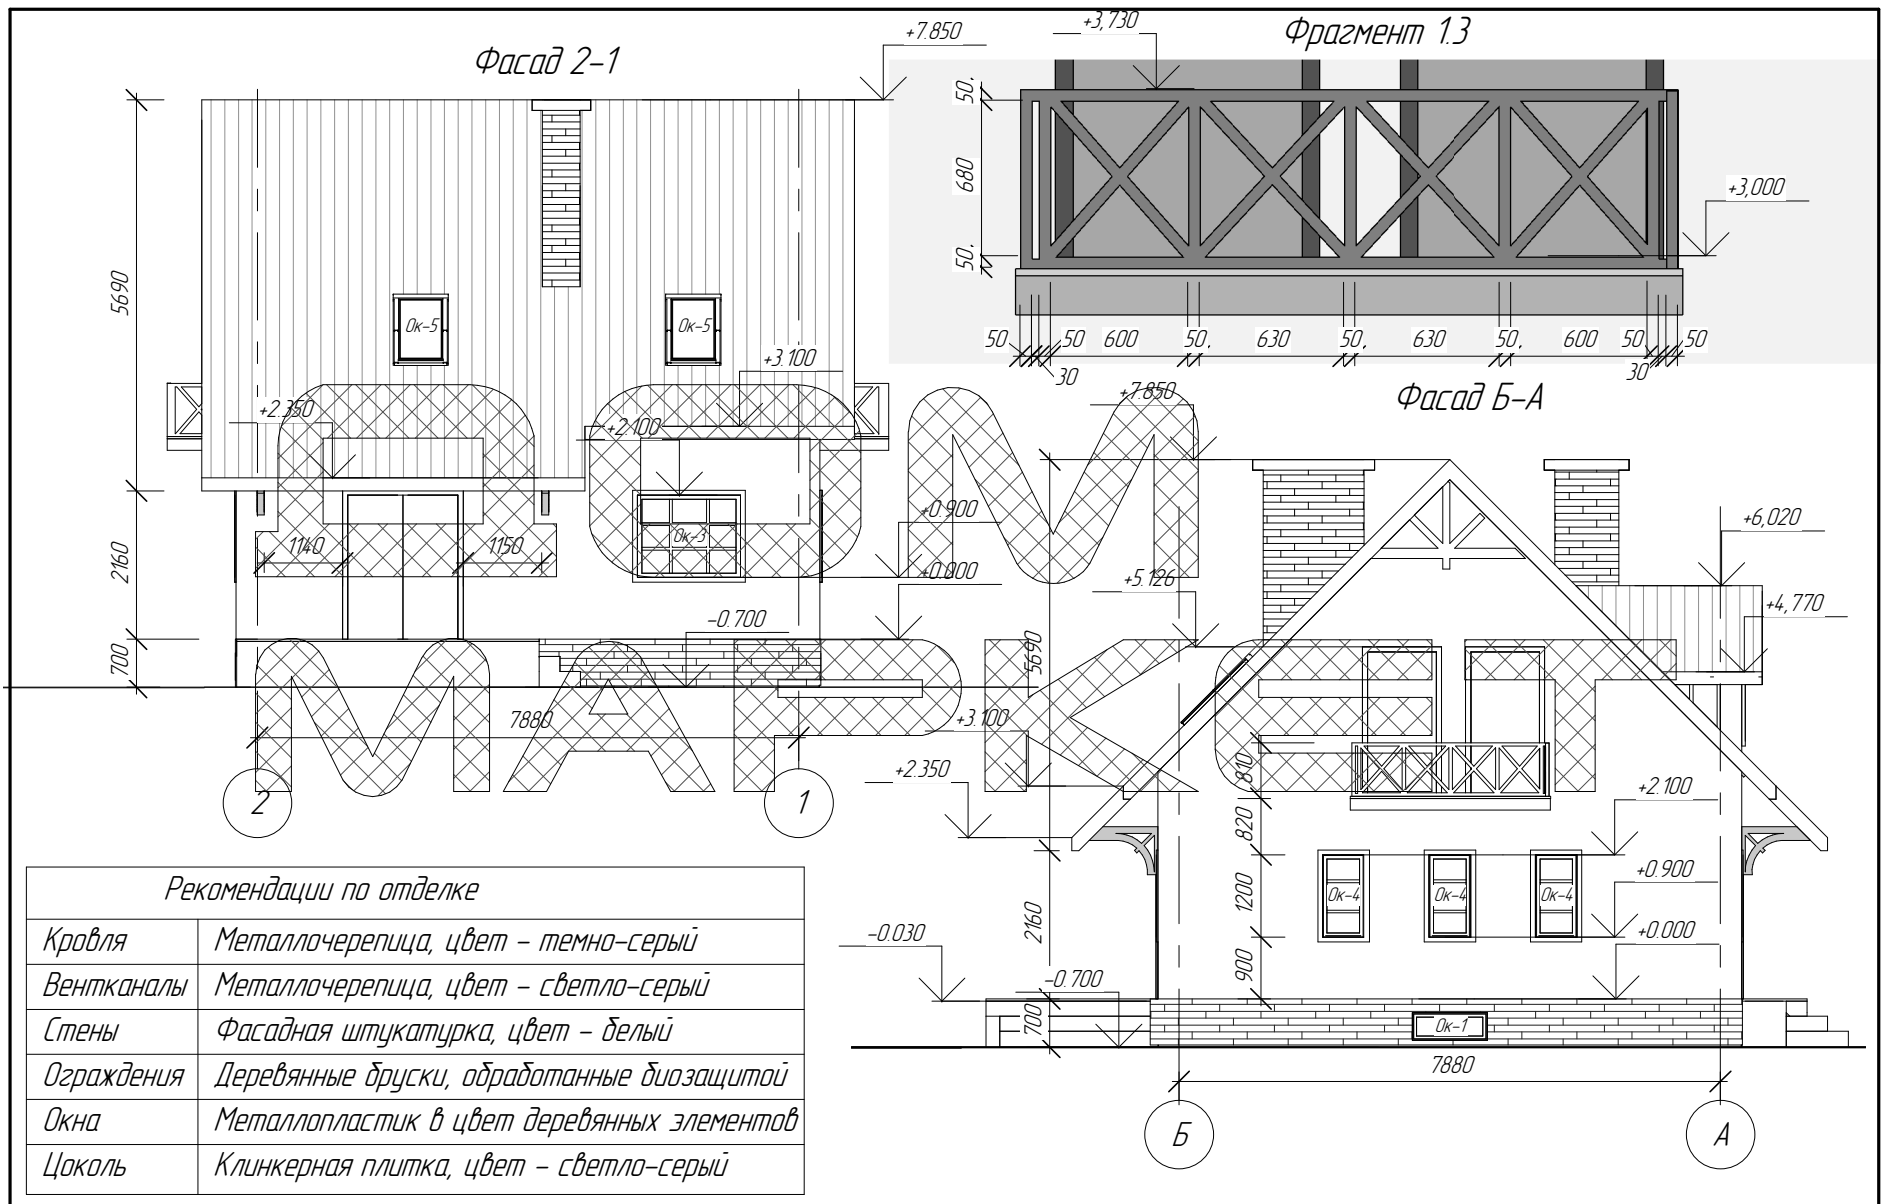 Фасад 2-1
+7.850
5690
2160
700
Ок-5
Ок-5
+3.100
+2.350
+2.100
+0.900
Ок-3
1140
1150
+0.000
-0.700
7880
2
1
ДОМ
МАРКЕТ
Фрагмент 1.3
+3,730
50.
680
50.
+3,000
50
50
600
50.
630
50.
630
50.
600
50.
50
30
30
Фасад Б-А
+7.850
+6,020
+5.126
+4,770
5690
+3.100
+2.350
810
820
+2.100
1200
Ок-4
Ок-4
Ок-4
+0.900
2160
-0.030
900
+0.000
-0.700
700
Ок-1
7880
Б
А
Рекомендации по отделке
Кровля Металлочерепица, цвет - темно-серый
Вентканалы Металлочерепица, цвет - светло-серый
Стены Фасадная штукатурка, цвет - белый
Ограждения Деревянные бруски, обработанные биозащитой
Окна Металлопластик в цвет деревянных элементов
Цоколь Клинкерная плитка, цвет - светло-серый